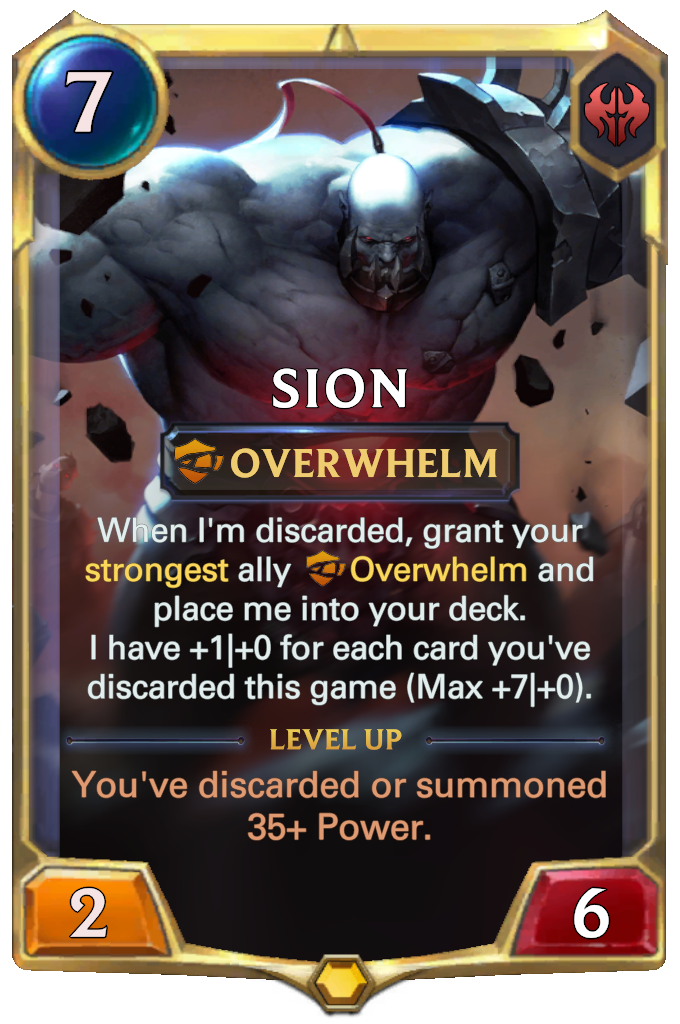 7
SION
OVERWHELM
When I'm discarded, grant your
strongest ally Overwhelm and
place me into your deck.
I have +1|+0 for each card you've
discarded this game (Max +7|+0).
LEVEL UP
You've discarded or summoned
35+ Power.
2
6